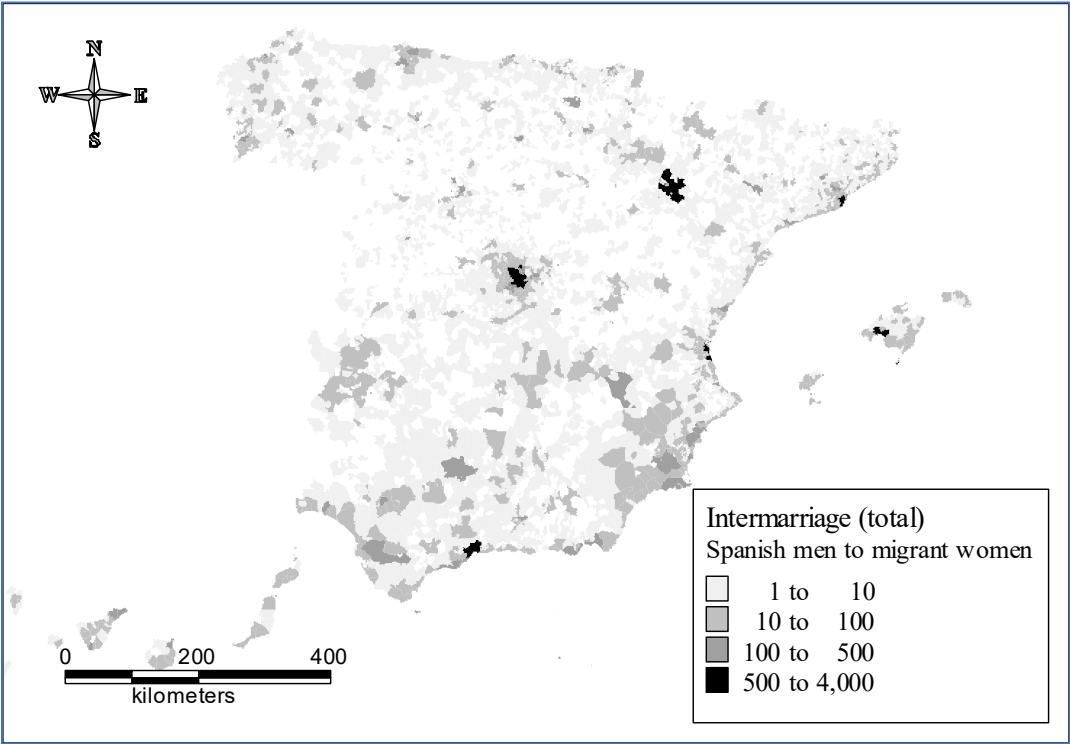 N
W E
S
Intermarriage (total)
Spanish men to migrant women
1 to 10
10 to 100
100 to 500
500 to 4,000
0 200 400
kilometers